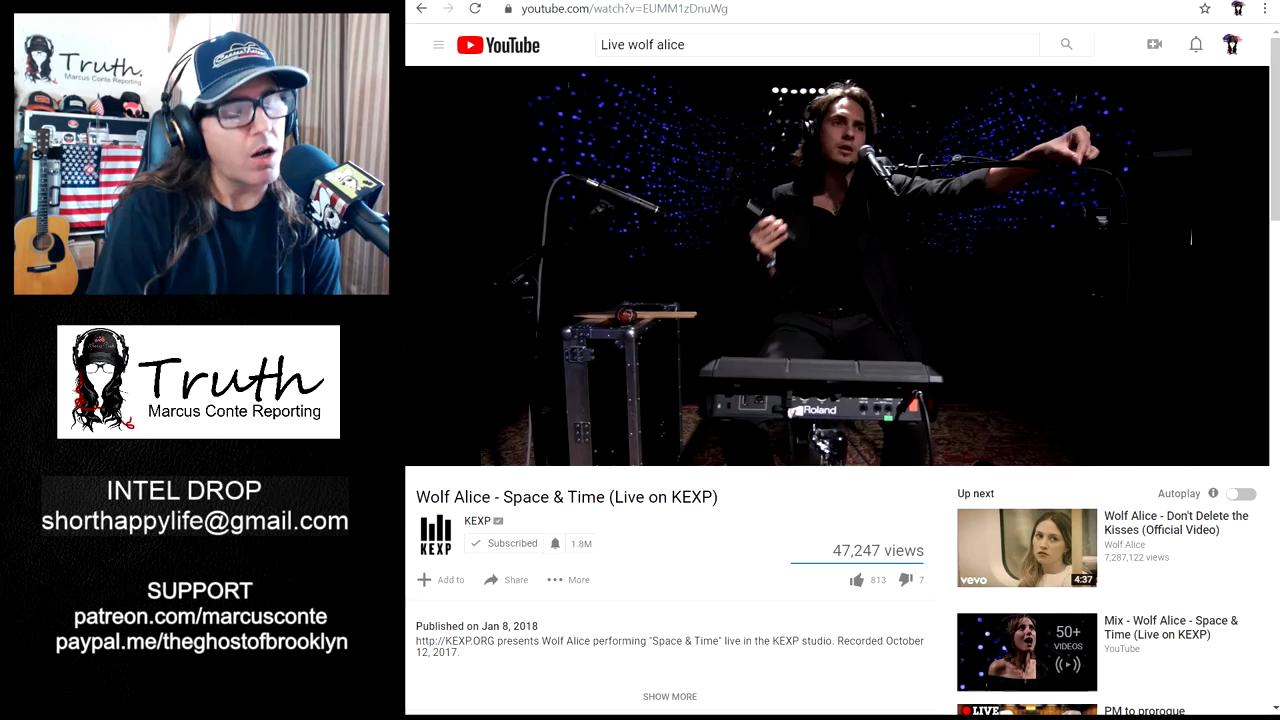 youtube.com/watch?v=EUMM1zDnuWg
YouTube
Live wolf alice
Truth.
Marcus Conte Reporting
Roland
Truth
Marcus Conte Reporting
INTEL DROP
shorthappylife@gmail.com
SUPPORT
patreon.com/marcusconte
paypal.me/theghostofbrooklyn
Wolf Alice - Space & Time (Live on KEXP)
KEXP
KEXP
Subscribed
1.8M
47,247 views
Add to
Share
More
813
7
Published on Jan 8, 2018
http://KEXP.ORG presents Wolf Alice performing "Space & Time" live in the KEXP studio. Recorded October
12, 2017.
SHOW MORE
Up next
Autoplay
vevo
4:37
Wolf Alice - Don't Delete the
Kisses (Official Video)
Wolf Alice
7,287,122 views
50+
VIDEOS
Mix - Wolf Alice - Space &
Time (Live on KEXP)
YouTube
LIVE
PM to prorogue